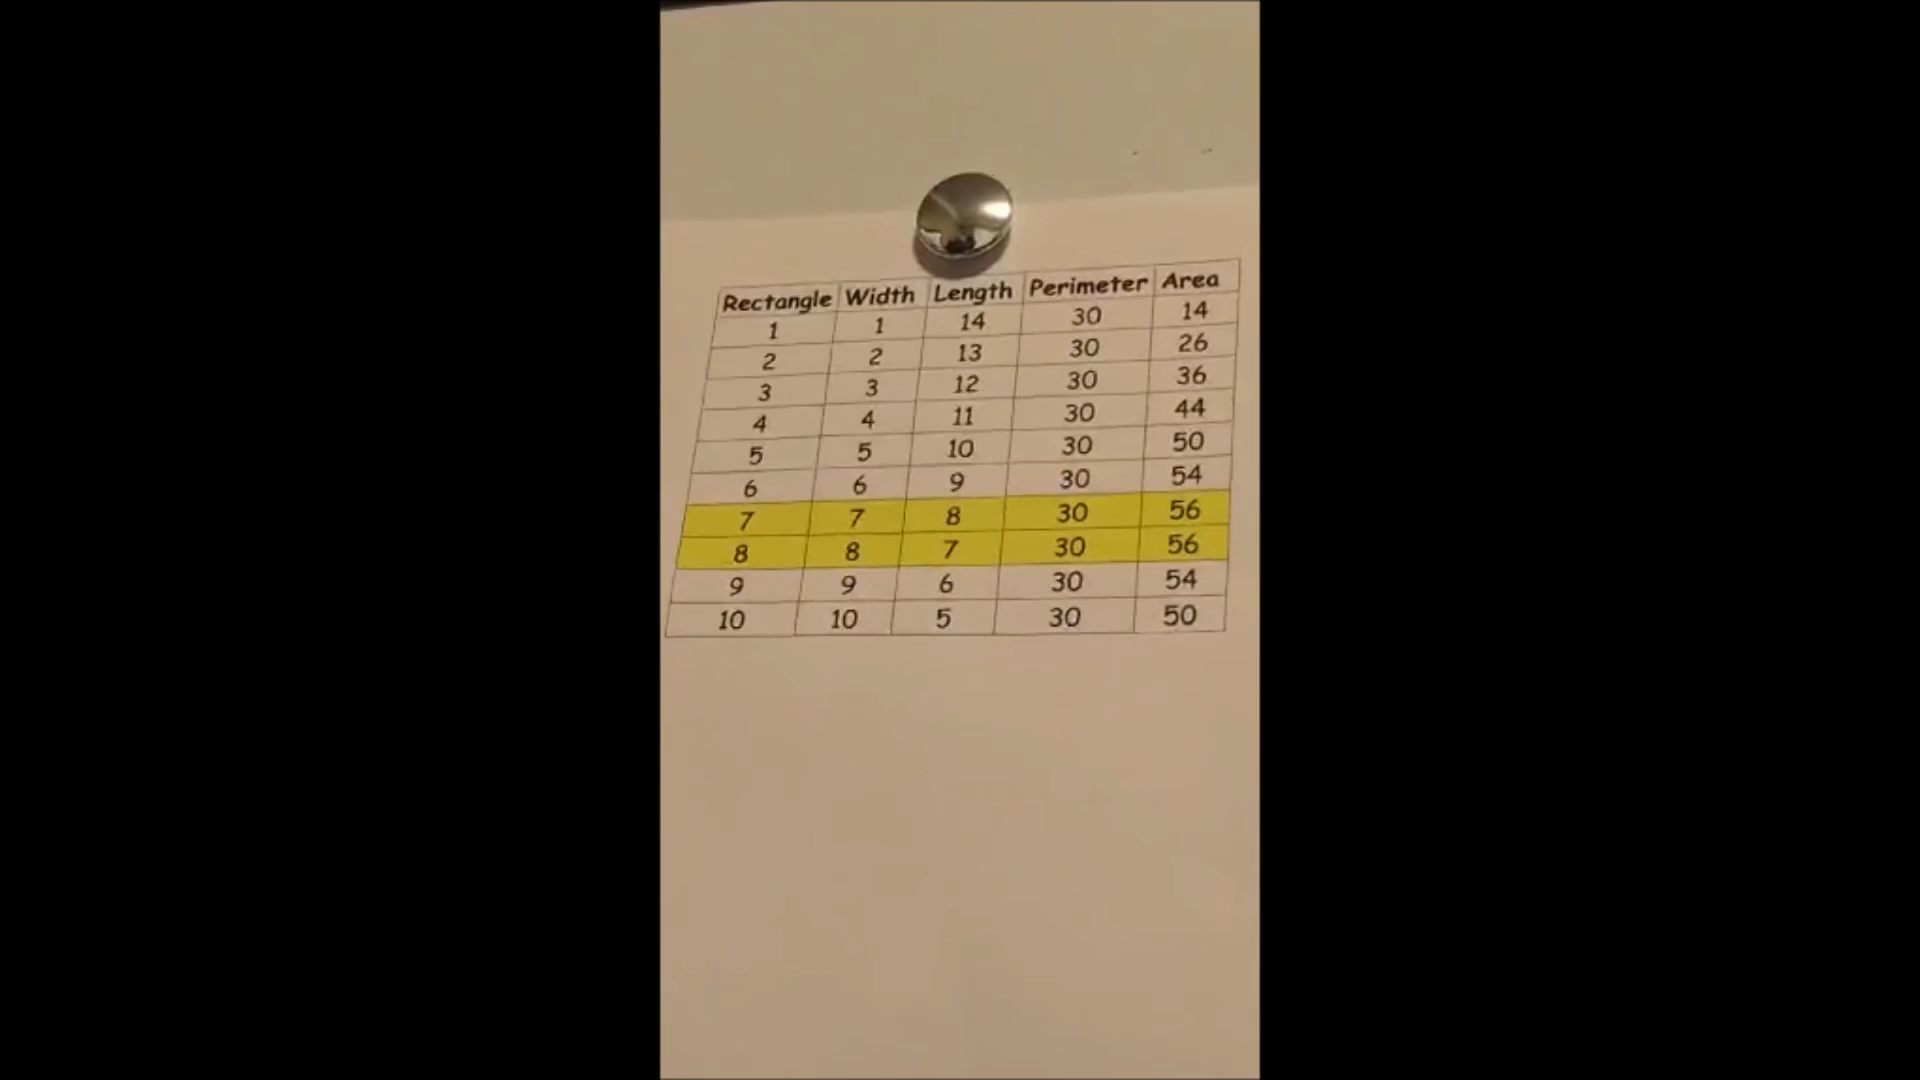 Rectangle Width Length Perimeter Area
1 1 14 30 14
2 2 13 30 26
3 3 12 30 36
4 4 11 30 44
5 5 10 30 50
6 6 9 30 54
7 7 8 30 56
8 8 7 30 56
9 9 6 30 54
10 10 5 30 50